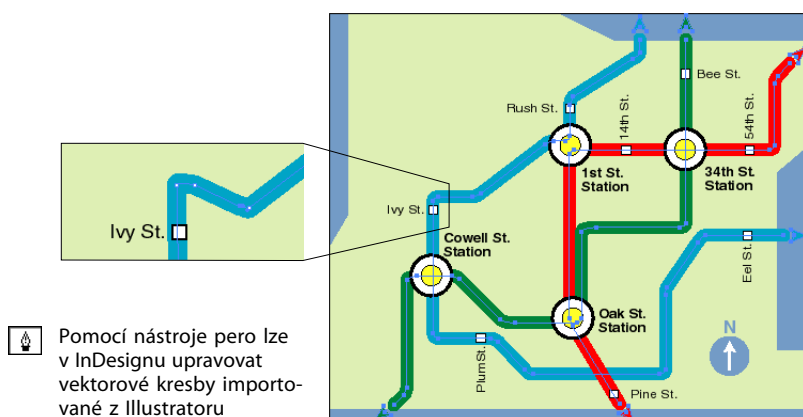 Bee St.
Rush St.
14th St.
54th St.
1st St.
Station
34th St.
Station
Ivy St.
Ivy St.
Cowell St.
Station
Eel St.
Oak St.
Station
N
Plum St.
Pine St.
Pomocí nástroje pero lze
v InDesignu upravovat
vektorové kresby importo-
vané z Illustratoru